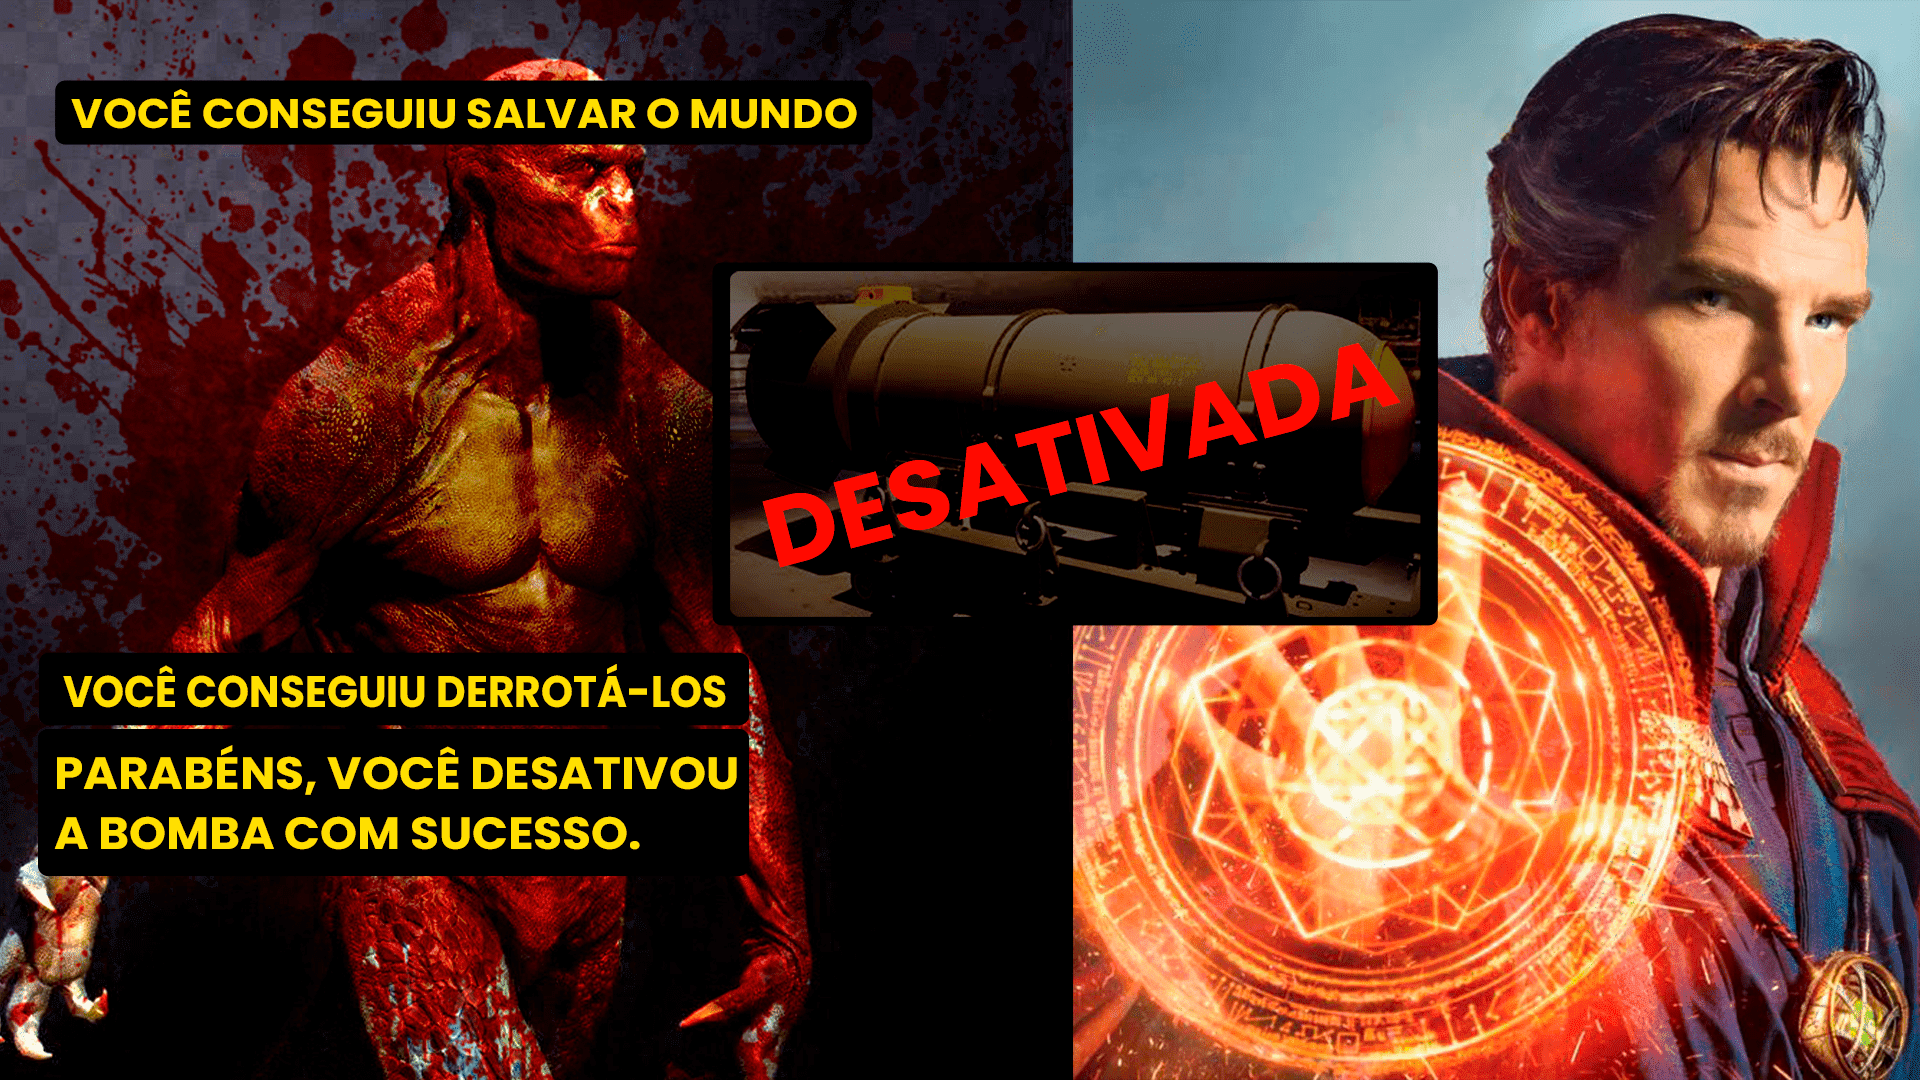 VOCÊ CONSEGUIU SALVAR O MUNDO
DESATIVADA
VOCÊ CONSEGUIU DERROTÁ-LOS
PARABÉNS, VOCÊ DESATIVOU
A BOMBA COM SUCESSO.